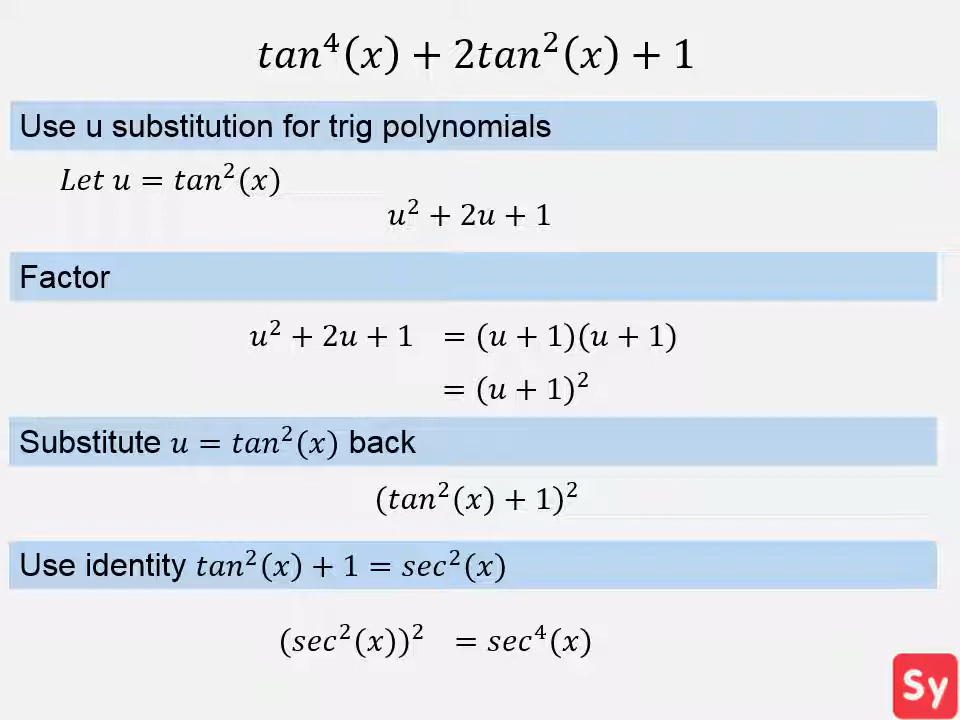 tan⁴(x) + 2tan²(x) + 1
Use u substitution for trig polynomials
Let u = tan²(x)
u² + 2u + 1
Factor
u² + 2u + 1 = (u + 1)(u + 1)
= (u + 1)²
Substitute u = tan²(x) back
(tan²(x) + 1)²
Use identity tan²(x) + 1 = sec²(x)
(sec²(x))² = sec⁴(x)
Sy